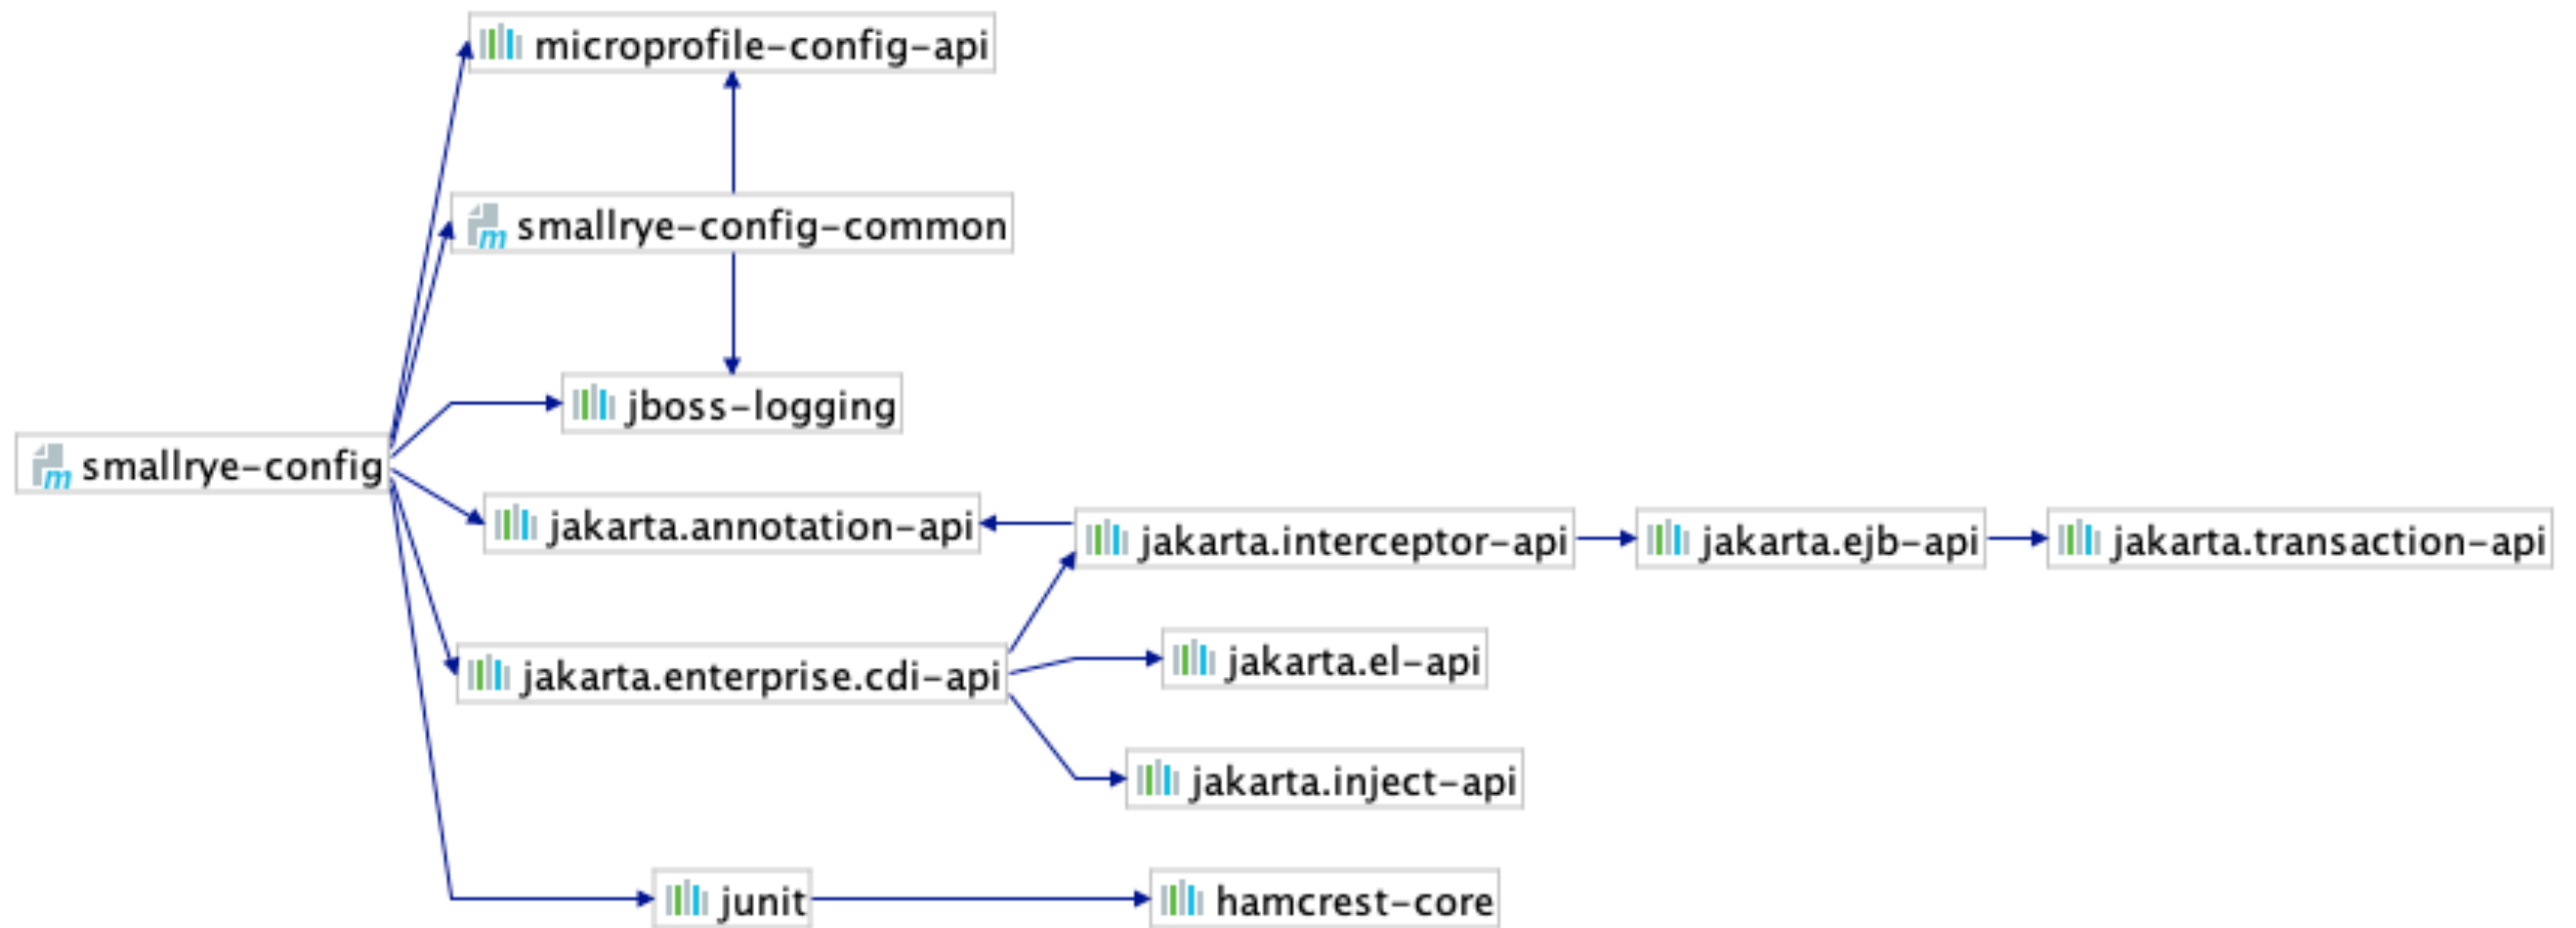 microprofile-config-api
smallrye-config-common
jboss-logging
smallrye-config
jakarta.annotation-api
jakarta.interceptor-api
jakarta.ejb-api
jakarta.transaction-api
jakarta.enterprise.cdi-api
jakarta.el-api
jakarta.inject-api
junit
hamcrest-core